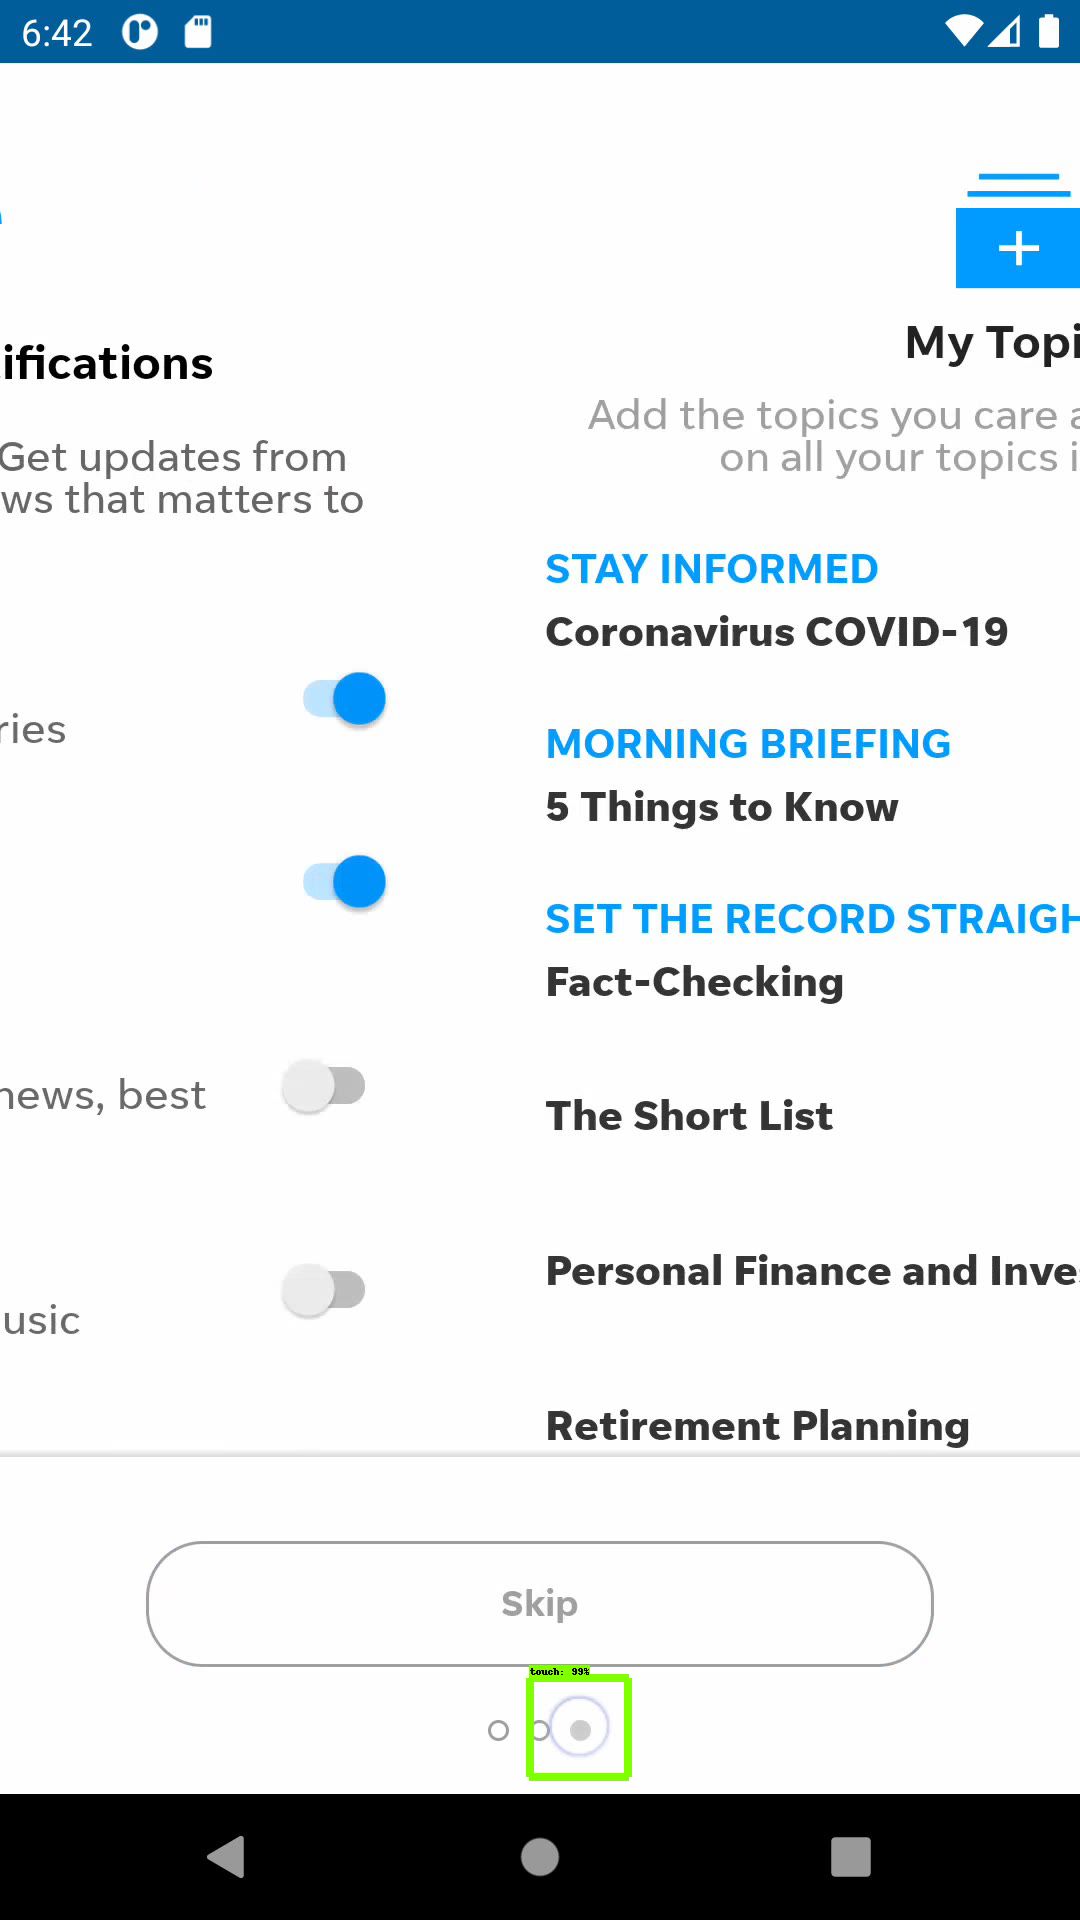 6:42
ifications
Get updates from
ws that matters to
ries
news, best
usic
My Topi
Add the topics you care a
on all your topics i
STAY INFORMED
Coronavirus COVID-19
MORNING BRIEFING
5 Things to Know
SET THE RECORD STRAIGH
Fact-Checking
The Short List
Personal Finance and Inves
Retirement Planning
Skip
touch: 99%